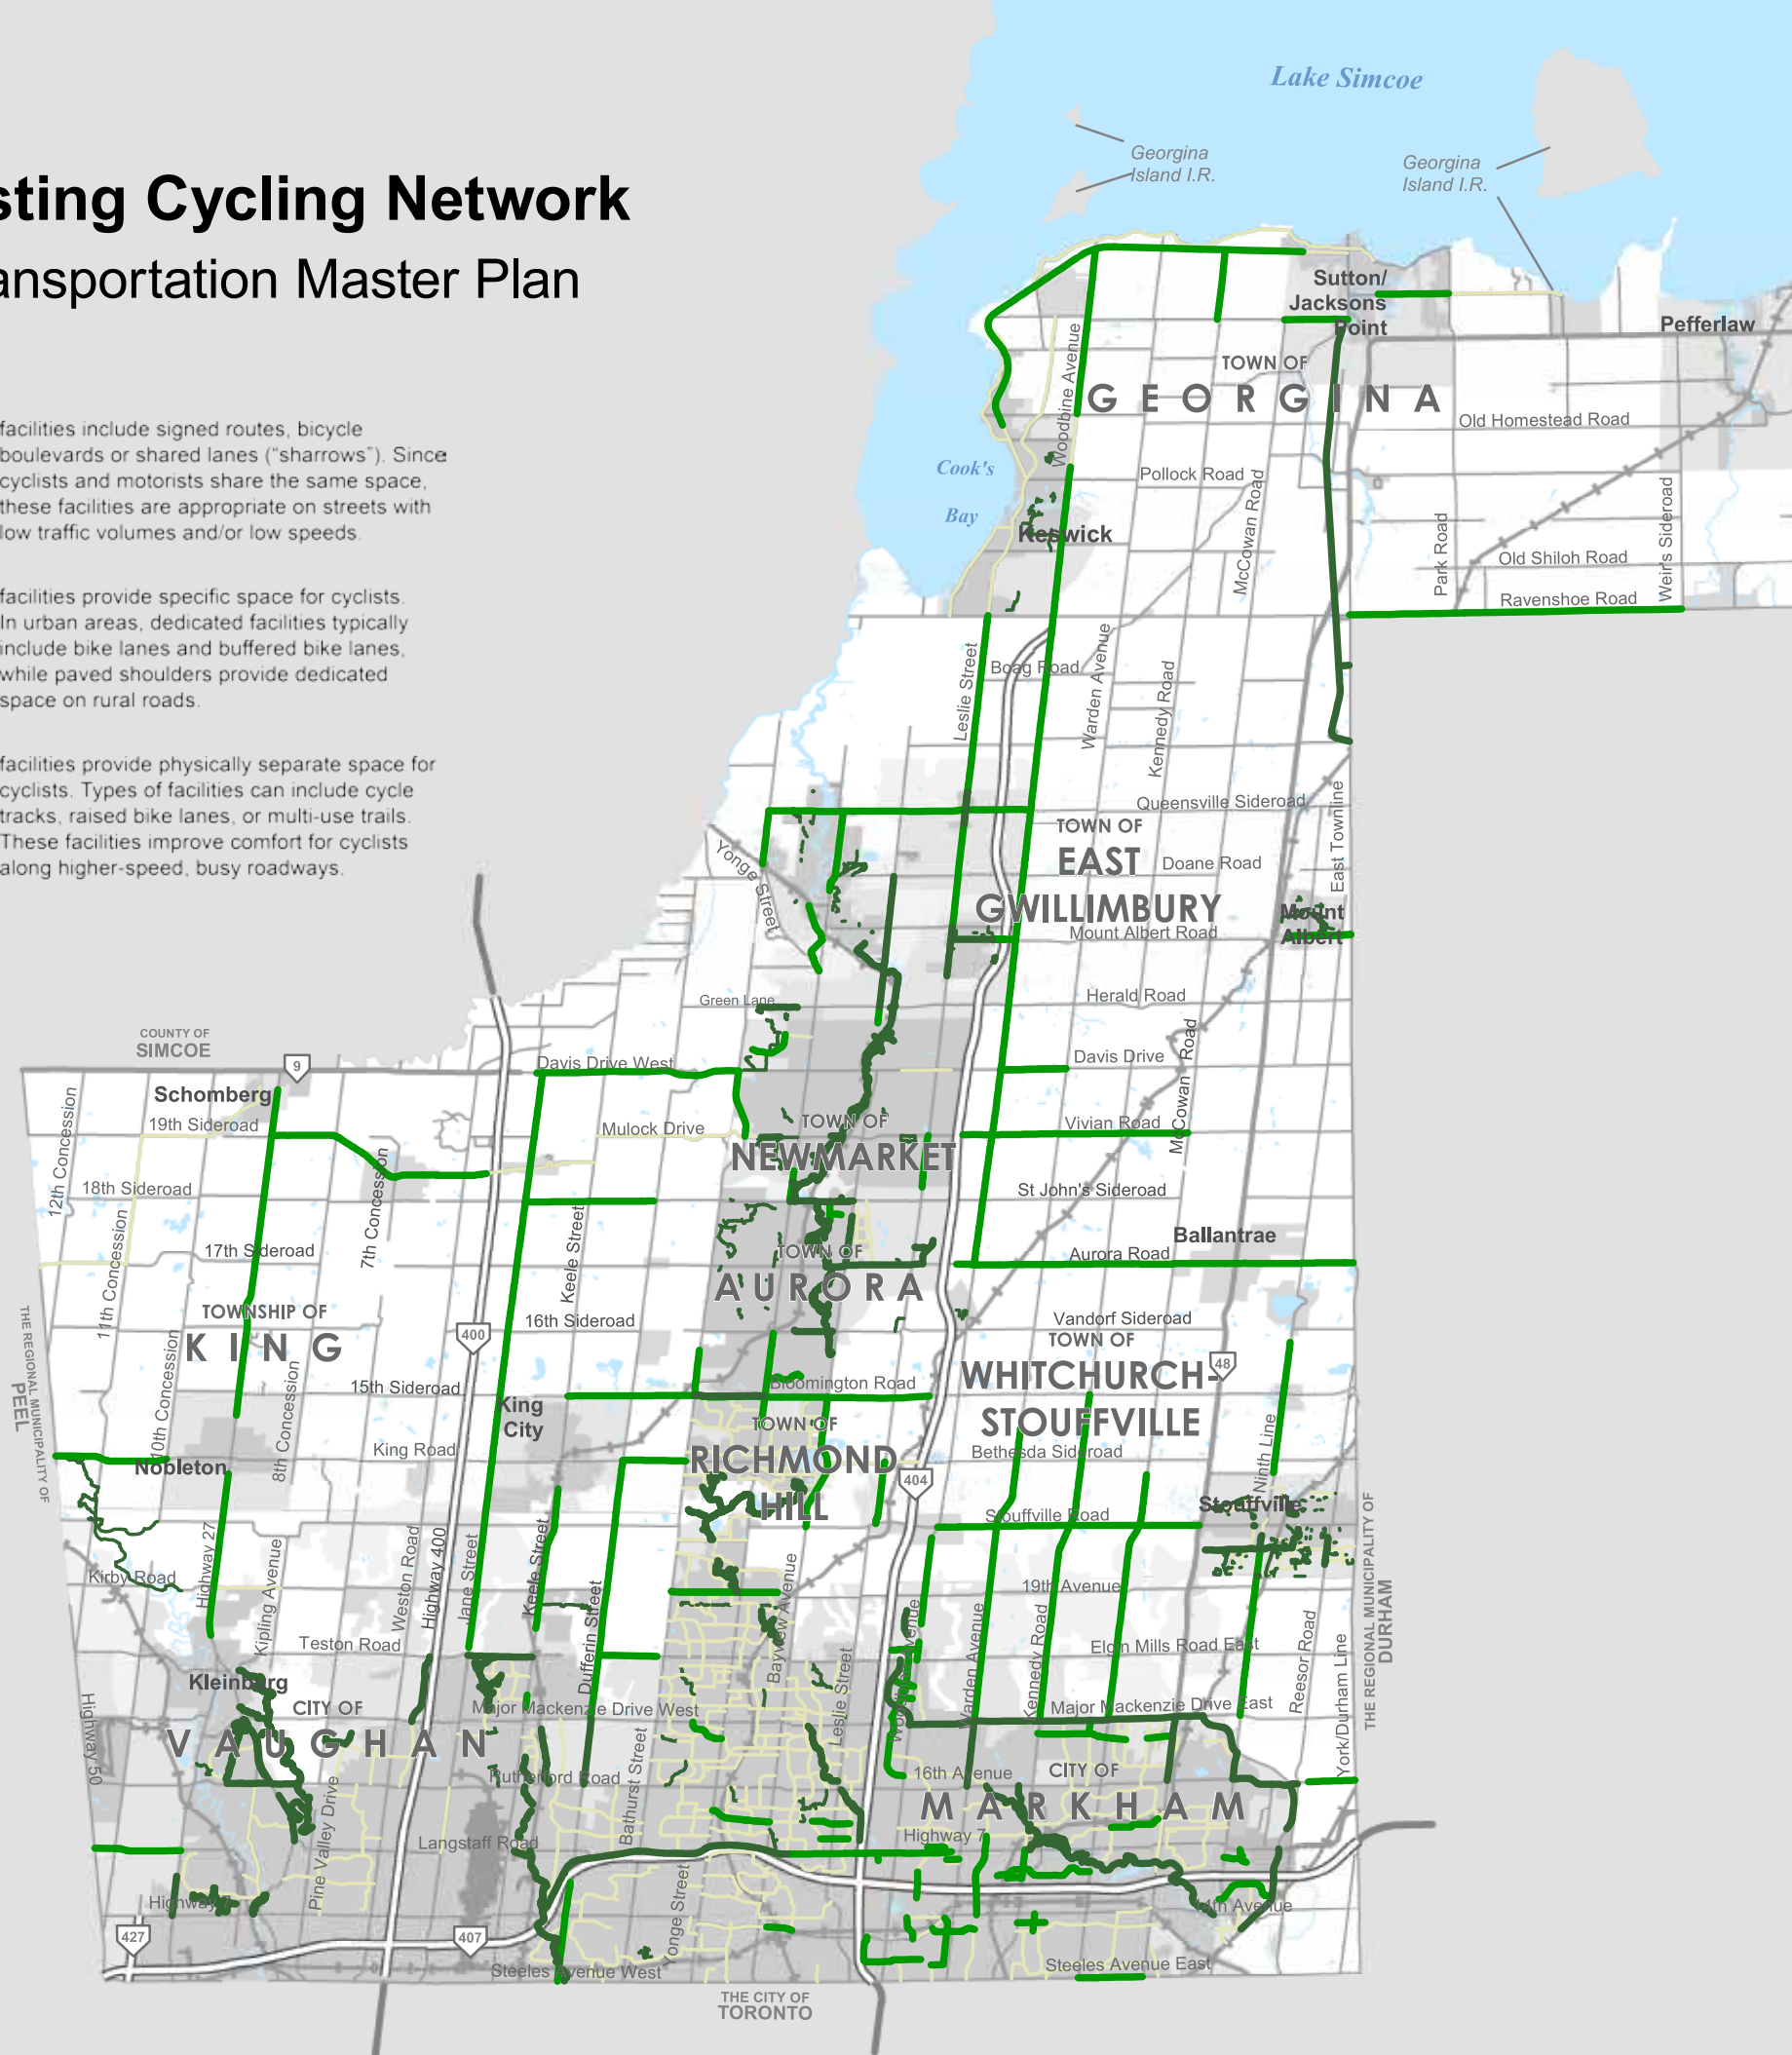 sting Cycling Network
ansportation Master Plan
facilities include signed routes, bicycle
boulevards or shared lanes (“sharrows”). Since
cyclists and motorists share the same space,
these facilities are appropriate on streets with
low traffic volumes and/or low speeds.
facilities provide specific space for cyclists.
In urban areas, dedicated facilities typically
include bike lanes and buffered bike lanes,
while paved shoulders provide dedicated
space on rural roads.
facilities provide physically separate space for
cyclists. Types of facilities can include cycle
tracks, raised bike lanes, or multi-use trails.
These facilities improve comfort for cyclists
along higher-speed, busy roadways.
Lake Simcoe
Georgina
Island I.R.
Georgina
Island I.R.
Sutton/
Jacksons
Point
Pefferlaw
TOWN OF
GEORGINA
Woodbine Avenue
Old Homestead Road
Cook's
Bay
Pollock Road
McCowan Road
Keswick
Park Road
Old Shiloh Road
Weir's Sideroad
Ravenshoe Road
Leslie Street
Boag Road
Warden Avenue
Kennedy Road
Queensville Sideroad
East Townline
TOWN OF
EAST
GWILLIMBURY
Yonge Street
Doane Road
Mount
Albert
Mount Albert Road
Green Lane
Herald Road
COUNTY OF
SIMCOE
9
Davis Drive West
Davis Drive
McCowan Road
Schomberg
12th Concession
19th Sideroad
Mulock Drive
TOWN OF
NEWMARKET
Vivian Road
18th Sideroad
11th Concession
7th Concession
St John's Sideroad
17th Sideroad
Keele Street
TOWN OF
AURORA
Ballantrae
Aurora Road
THE REGIONAL MUNICIPALITY OF
PEEL
TOWNSHIP OF
KING
400
16th Sideroad
Vandorf Sideroad
TOWN OF
WHITCHURCH-
STOUFFVILLE
48
10th Concession
8th Concession
15th Sideroad
Bloomington Road
King
City
King Road
Nobleton
TOWN OF
RICHMOND
HILL
404
Bethesda Sideroad
Ninth Line
Stouffville
Stouffville Road
Highway 27
Kirby Road
Kipling Avenue
Weston Road
Highway 400
Jane Street
Keele Street
Dufferin Street
Bayview Avenue
19th Avenue
Teston Road
Leslie Street
Woodbine Avenue
Warden Avenue
Kennedy Road
Elgin Mills Road East
Reesor Road
York/Durham Line
THE REGIONAL MUNICIPALITY OF
DURHAM
Kleinburg
Highway 50
CITY OF
VAUGHAN
Major Mackenzie Drive West
Major Mackenzie Drive East
Rutherford Road
Bathurst Street
16th Avenue
CITY OF
MARKHAM
Pine Valley Drive
Langstaff Road
Highway 7
Highway 7
Yonge Street
14th Avenue
427
407
Steeles Avenue West
Steeles Avenue East
THE CITY OF
TORONTO